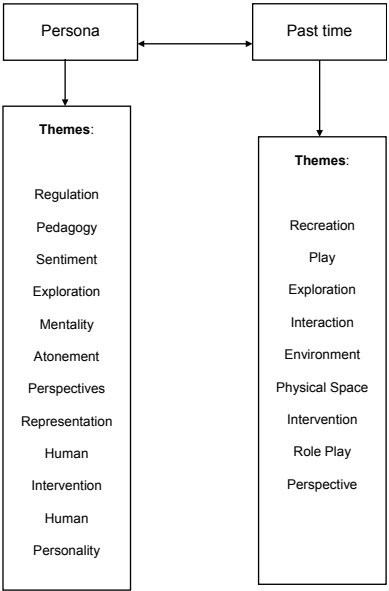 Persona
Past time
Themes:
Regulation
Pedagogy
Sentiment
Exploration
Mentality
Atonement
Perspectives
Representation
Human
Intervention
Human
Personality
Themes:
Recreation
Play
Exploration
Interaction
Environment
Physical Space
Intervention
Role Play
Perspective